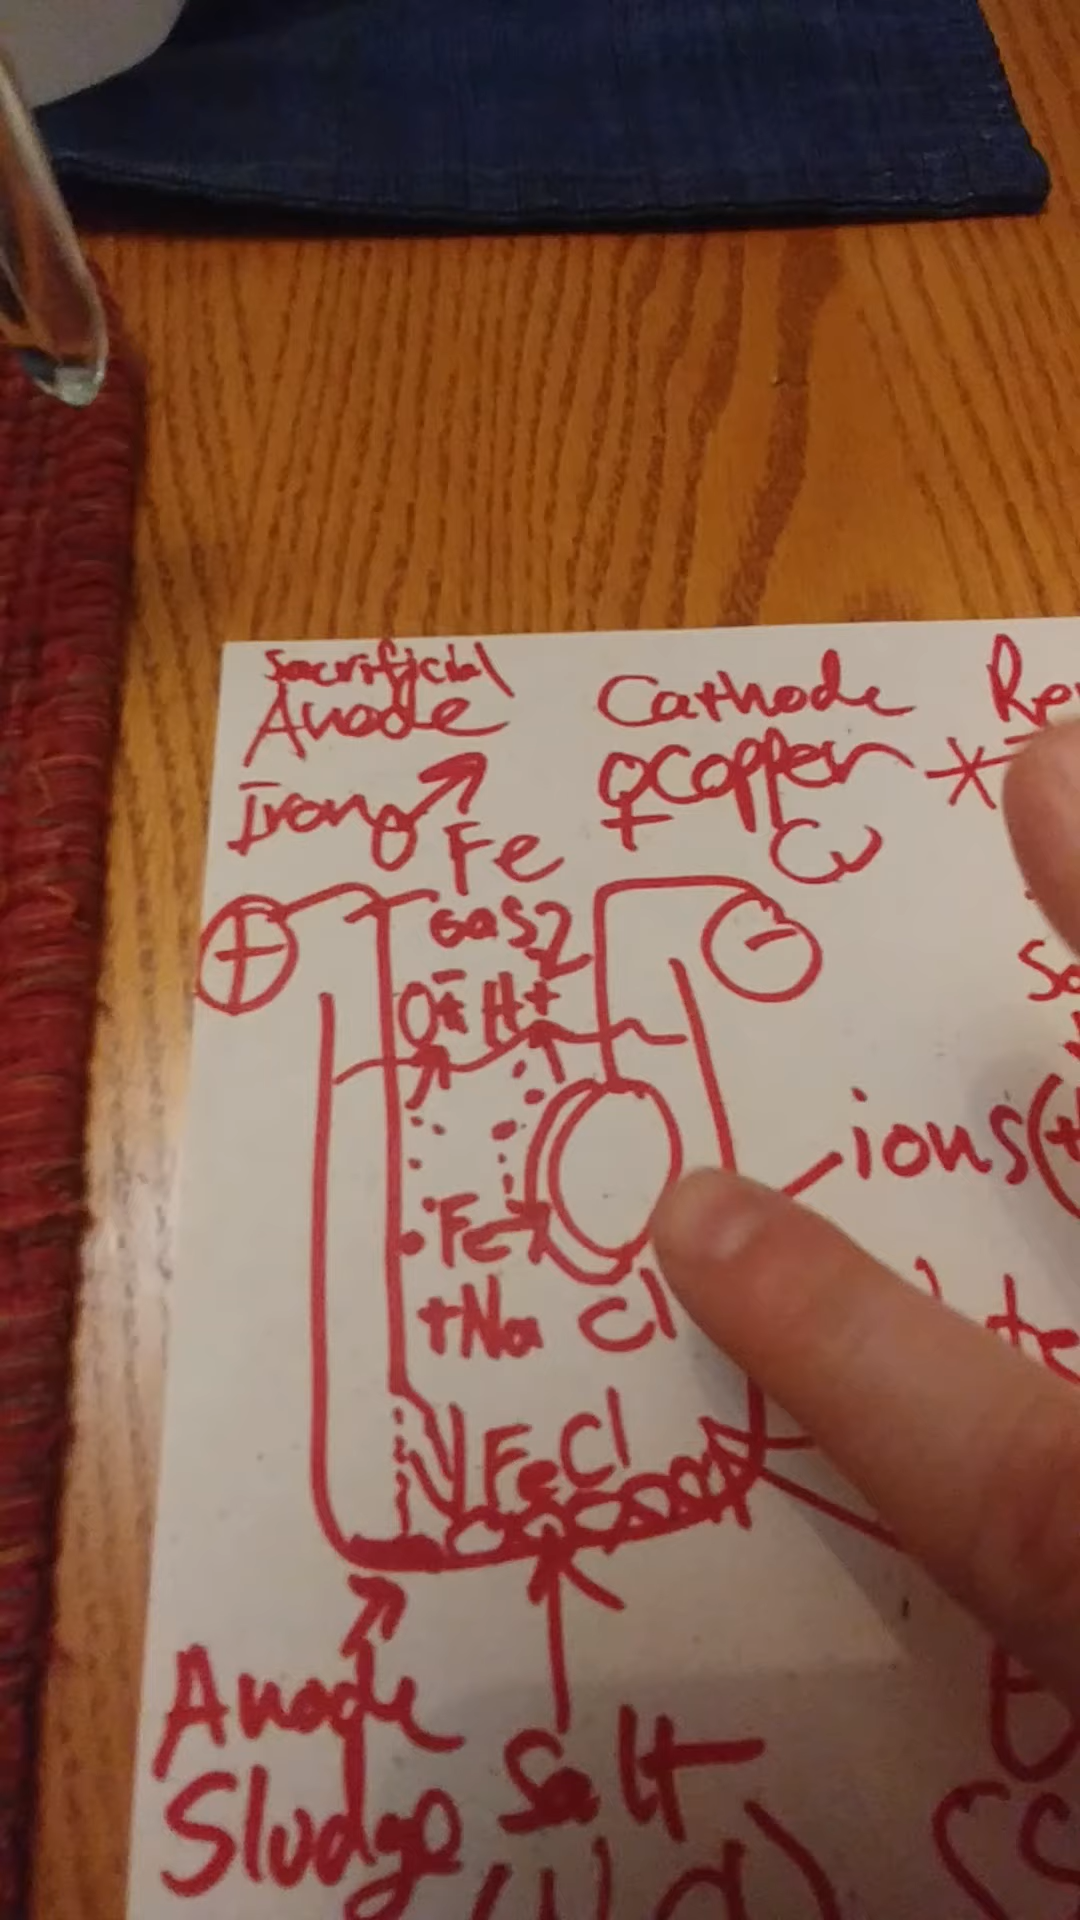 Sacrificial
Anode
Cathode
Iron
♂
Fe
♀
Copper
Cu
Gas
H+
ions
Fe
+Na Cl
FeCl
Anode
Sludge
Salt